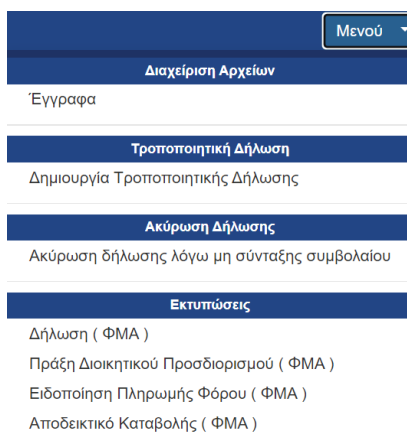 Μενού
Διαχείριση Αρχείων
Έγγραφα
Τροποποιητική Δήλωση
Δημιουργία Τροποποιητικής Δήλωσης
Ακύρωση Δήλωσης
Ακύρωση δήλωσης λόγω μη σύνταξης συμβολαίου
Εκτυπώσεις
Δήλωση ( ΦΜΑ )
Πράξη Διοικητικού Προσδιορισμού ( ΦΜΑ )
Ειδοποίηση Πληρωμής Φόρου ( ΦΜΑ )
Αποδεικτικό Καταβολής ( ΦΜΑ )